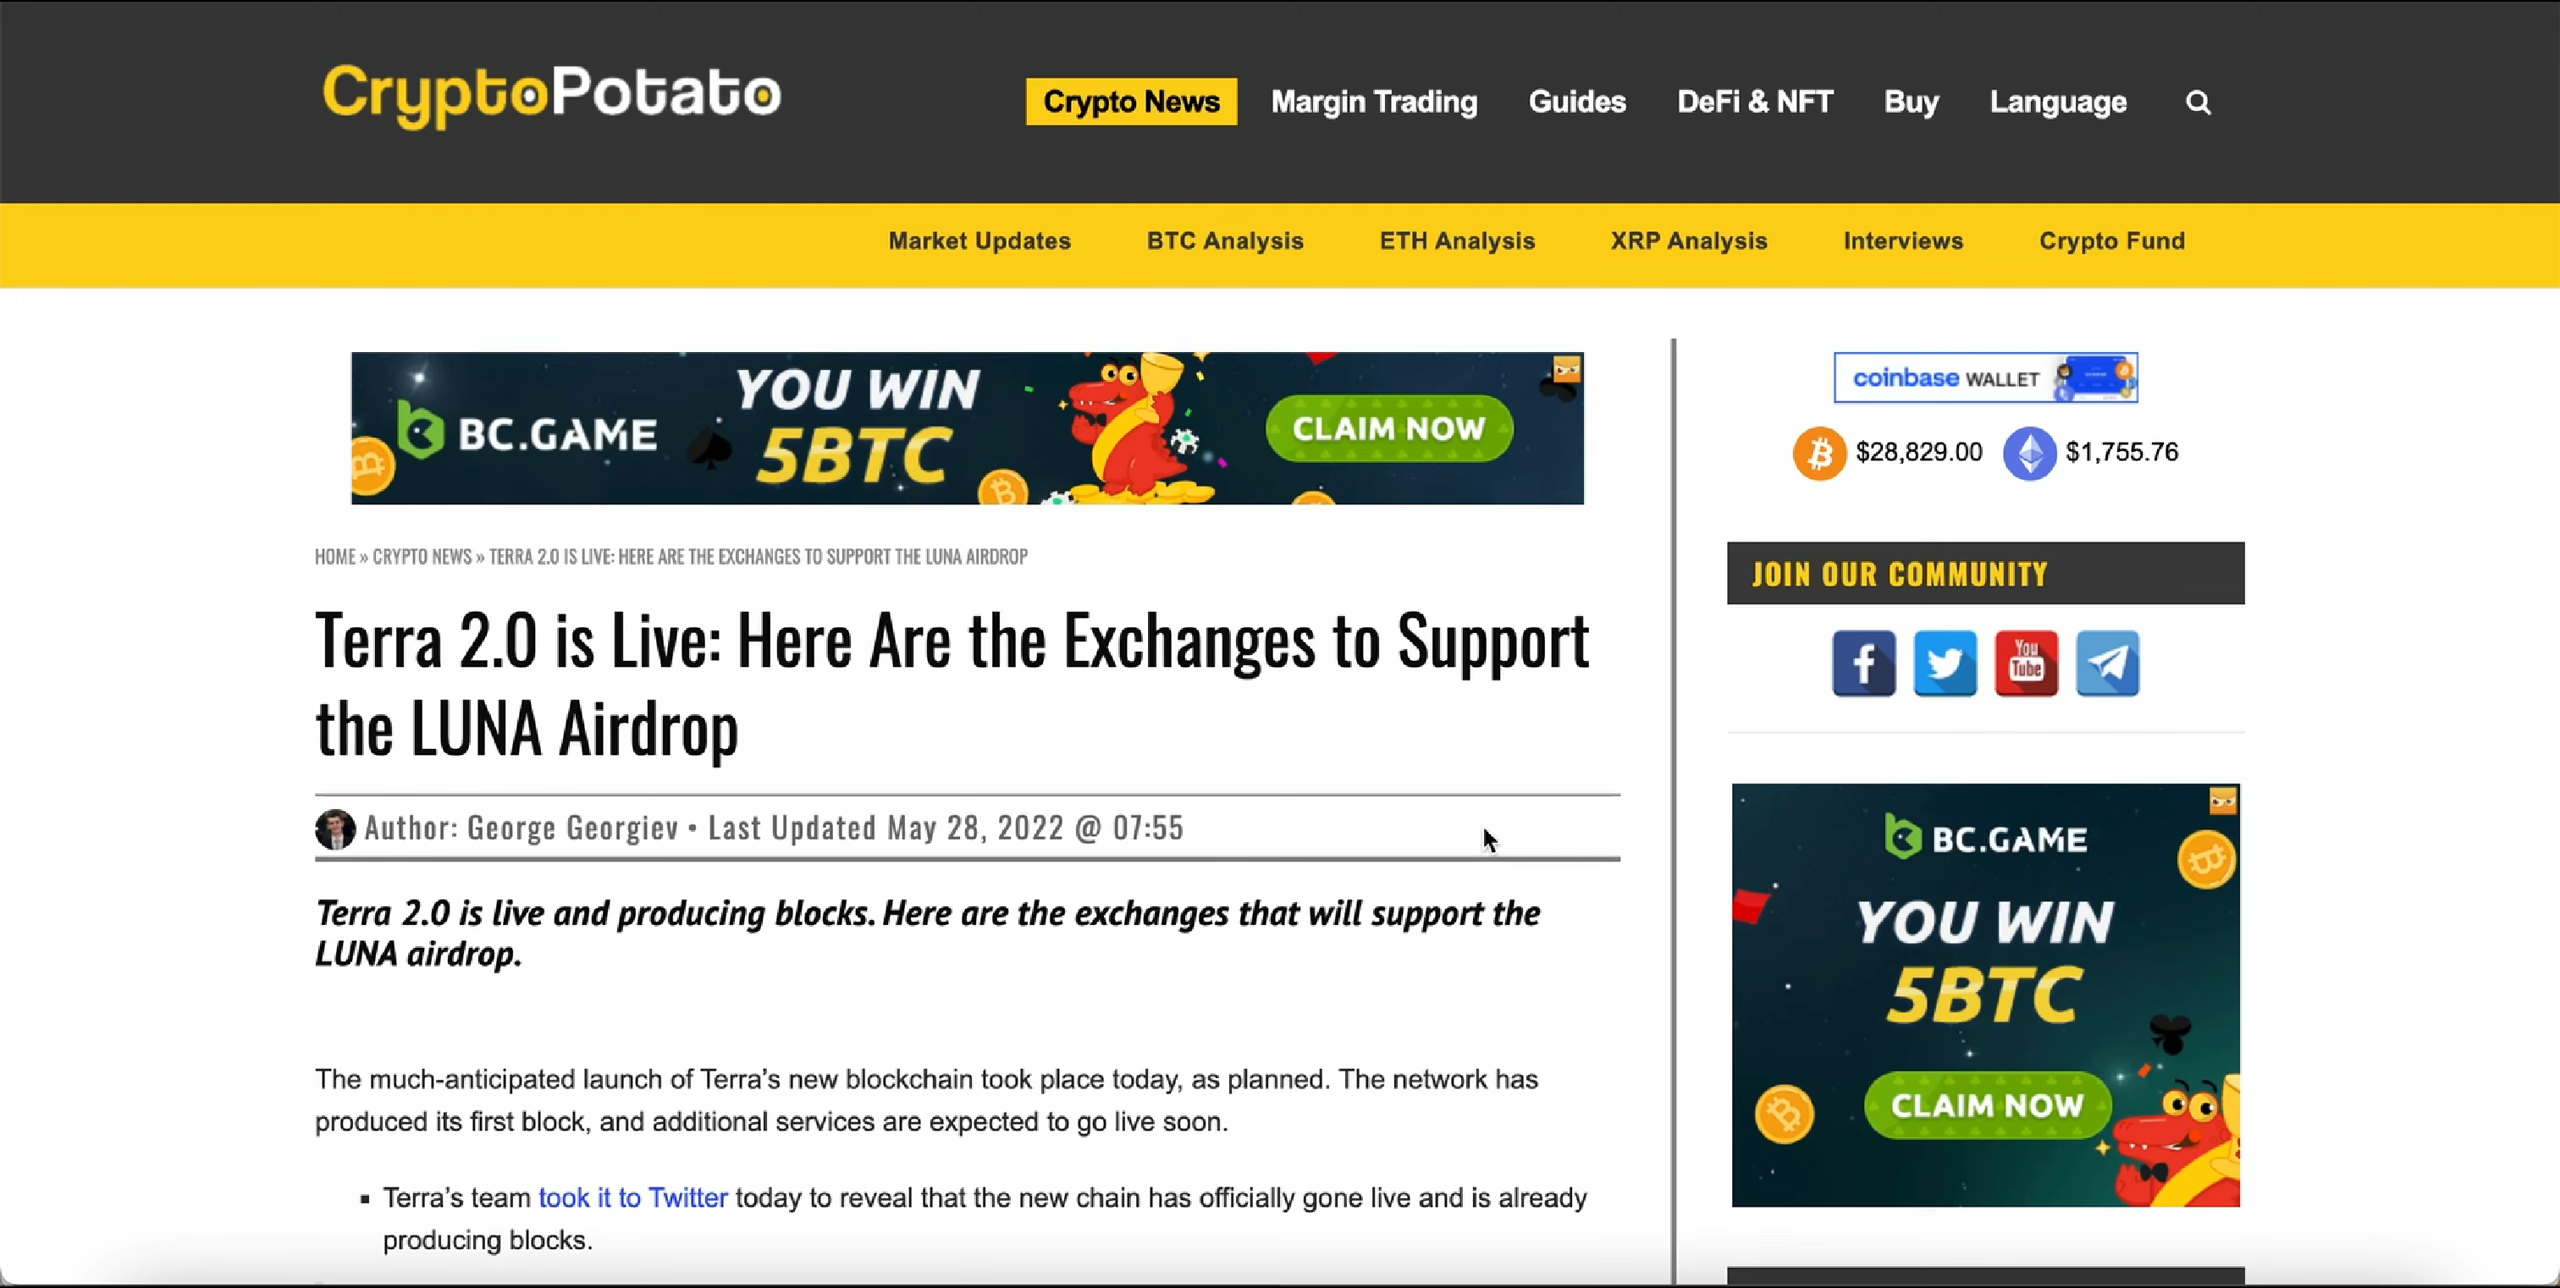 CryptoPotato
Crypto News Margin Trading Guides DeFi & NFT Buy Language
Market Updates BTC Analysis ETH Analysis XRP Analysis Interviews Crypto Fund
BC.GAME
YOU WIN
5BTC
CLAIM NOW
HOME » CRYPTO NEWS » TERRA 2.0 IS LIVE: HERE ARE THE EXCHANGES TO SUPPORT THE LUNA AIRDROP
Terra 2.0 is Live: Here Are the Exchanges to Support
the LUNA Airdrop
Author: George Georgiev • Last Updated May 28, 2022 @ 07:55
Terra 2.0 is live and producing blocks. Here are the exchanges that will support the
LUNA airdrop.
The much-anticipated launch of Terra’s new blockchain took place today, as planned. The network has
produced its first block, and additional services are expected to go live soon.
▪ Terra’s team took it to Twitter today to reveal that the new chain has officially gone live and is already
producing blocks.
coinbase WALLET
$28,829.00 $1,755.76
JOIN OUR COMMUNITY
You
Tube
BC.GAME
YOU WIN
5BTC
CLAIM NOW